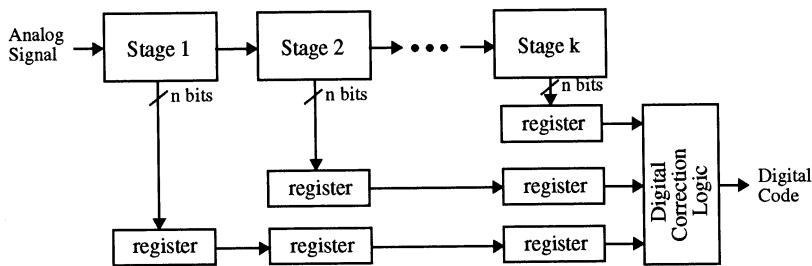 Analog
Signal
Stage 1
Stage 2
Stage k
n bits
n bits
n bits
register
register
register
register
register
register
Digital
Correction
Logic
Digital
Code